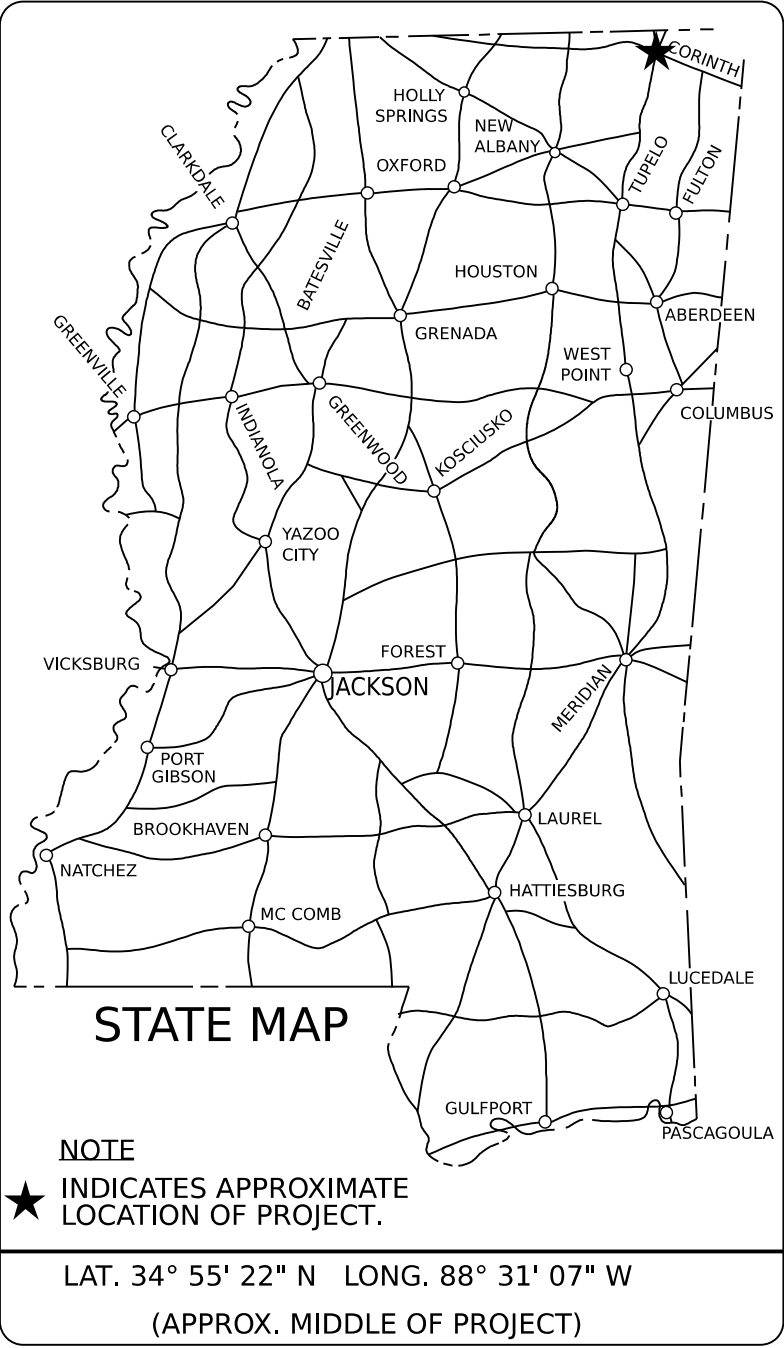 CORINTH
HOLLY
SPRINGS
NEW
ALBANY
CLARKDALE
OXFORD
TUPELO
FULTON
BATESVILLE
HOUSTON
ABERDEEN
GREENVILLE
GRENADA
WEST
POINT
INDIANOLA
GREENWOOD
KOSCIUSKO
COLUMBUS
YAZOO
CITY
VICKSBURG
FOREST
JACKSON
MERIDIAN
PORT
GIBSON
BROOKHAVEN
LAUREL
NATCHEZ
HATTIESBURG
MC COMB
LUCEDALE
STATE MAP
GULFPORT
PASCAGOULA
NOTE
INDICATES APPROXIMATE
LOCATION OF PROJECT.
LAT. 34° 55' 22" N LONG. 88° 31' 07" W
(APPROX. MIDDLE OF PROJECT)